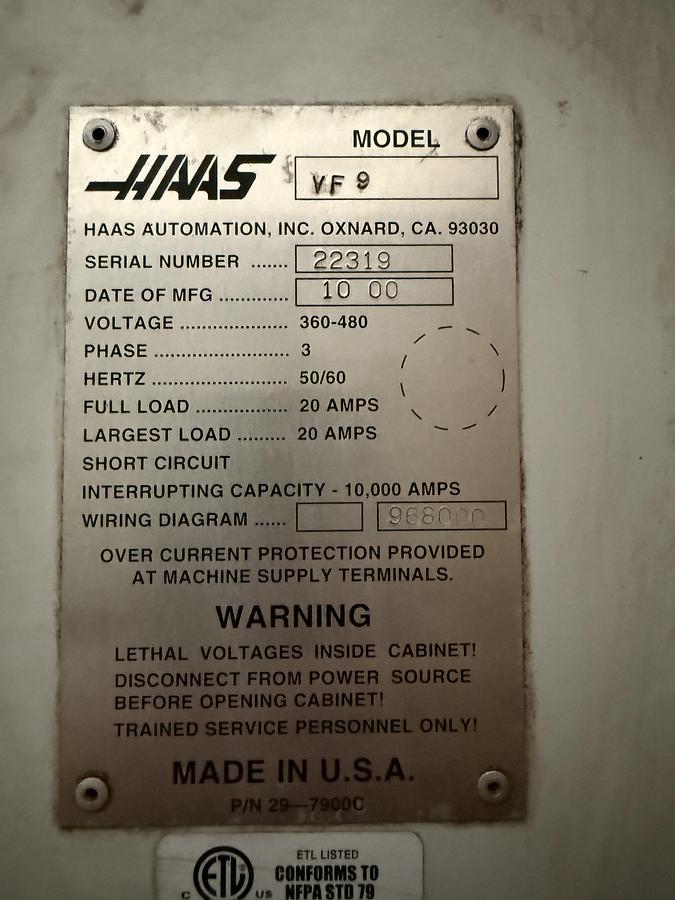 MODEL
HAAS VF 9
HAAS AUTOMATION, INC. OXNARD, CA. 93030
SERIAL NUMBER ....... 22319
DATE OF MFG ............ 10 00
VOLTAGE .................... 360-480
PHASE ......................... 3
HERTZ ......................... 50/60
FULL LOAD ................. 20 AMPS
LARGEST LOAD ......... 20 AMPS
SHORT CIRCUIT
INTERRUPTING CAPACITY - 10,000 AMPS
WIRING DIAGRAM ......
OVER CURRENT PROTECTION PROVIDED
AT MACHINE SUPPLY TERMINALS.
WARNING
LETHAL VOLTAGES INSIDE CABINET!
DISCONNECT FROM POWER SOURCE
BEFORE OPENING CABINET!
TRAINED SERVICE PERSONNEL ONLY!
MADE IN U.S.A.
P/N 29-7900C
ETL LISTED
CONFORMS TO
NFPA STD 79
C ETL US